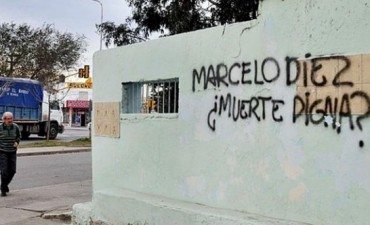 MARCELO DIEZ
¿MUERTE DIGNA?